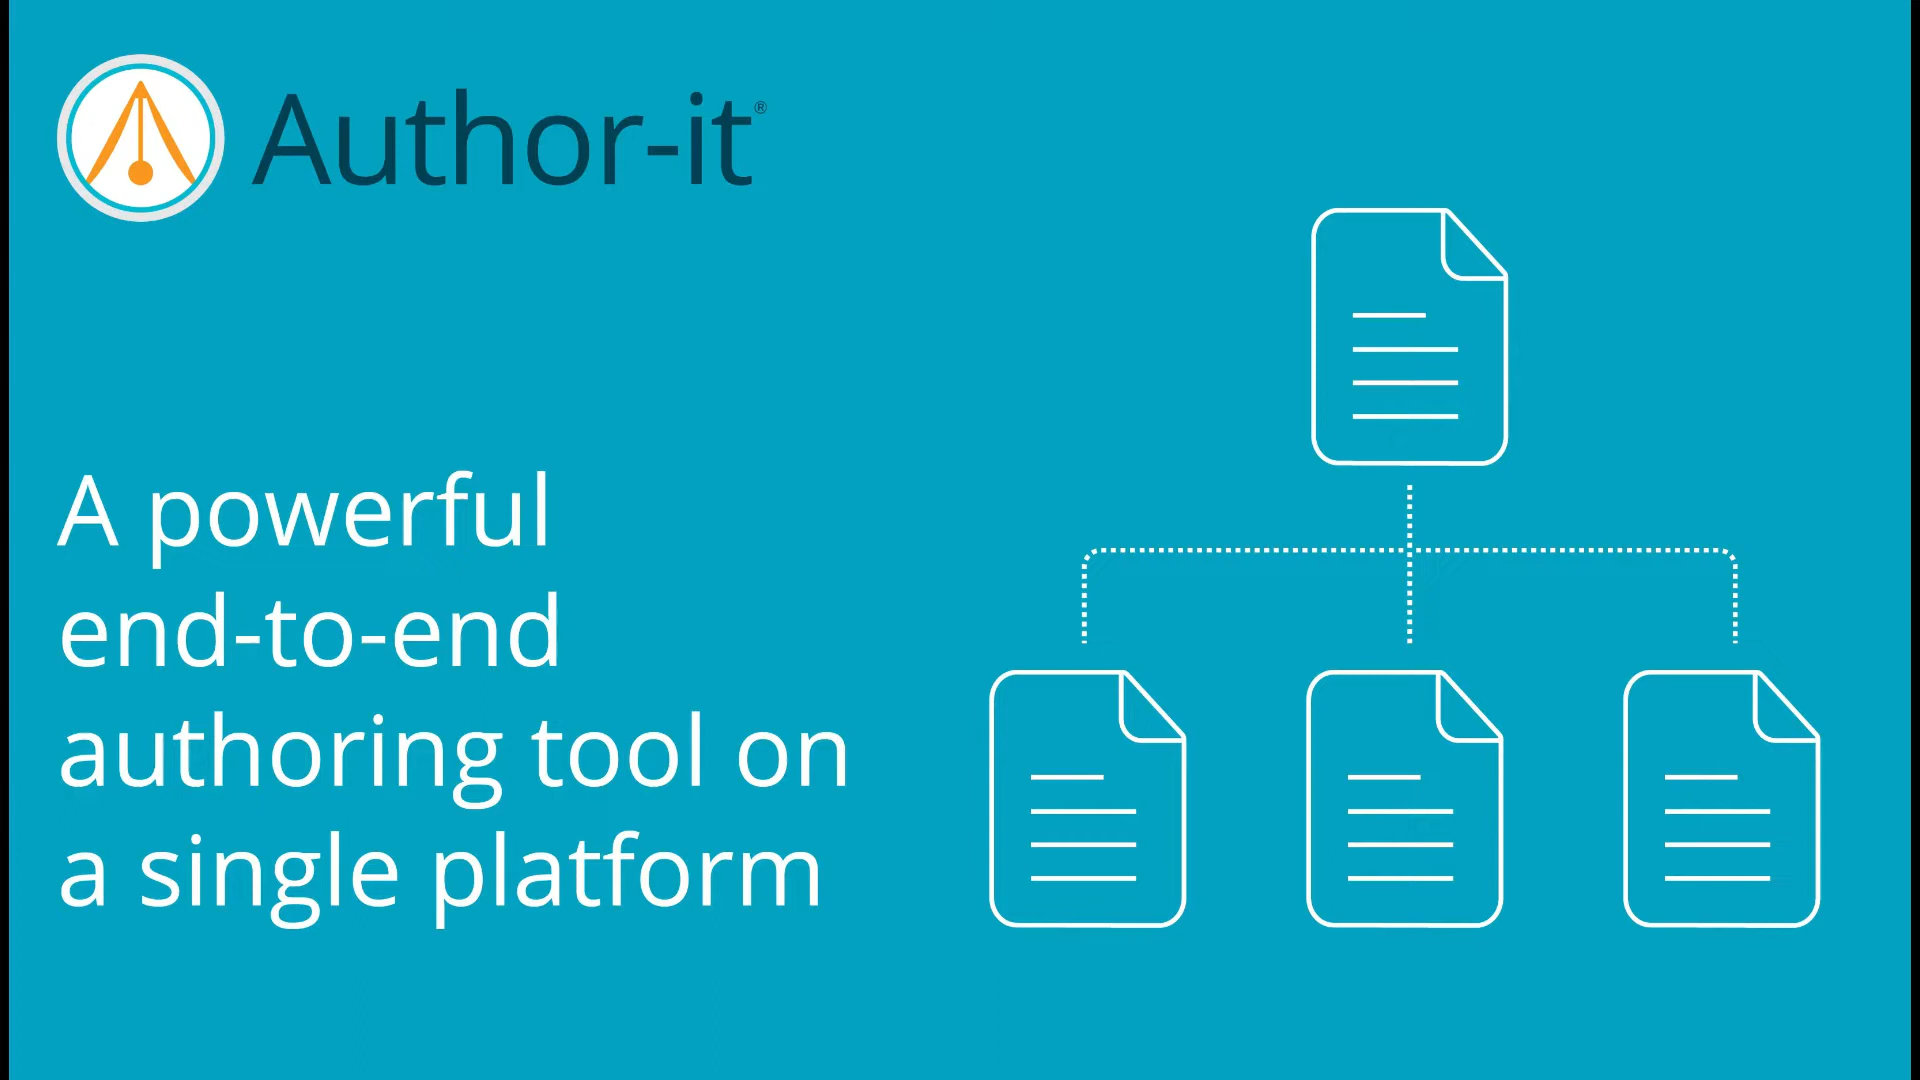 Author-it®
A powerful
end-to-end
authoring tool on
a single platform